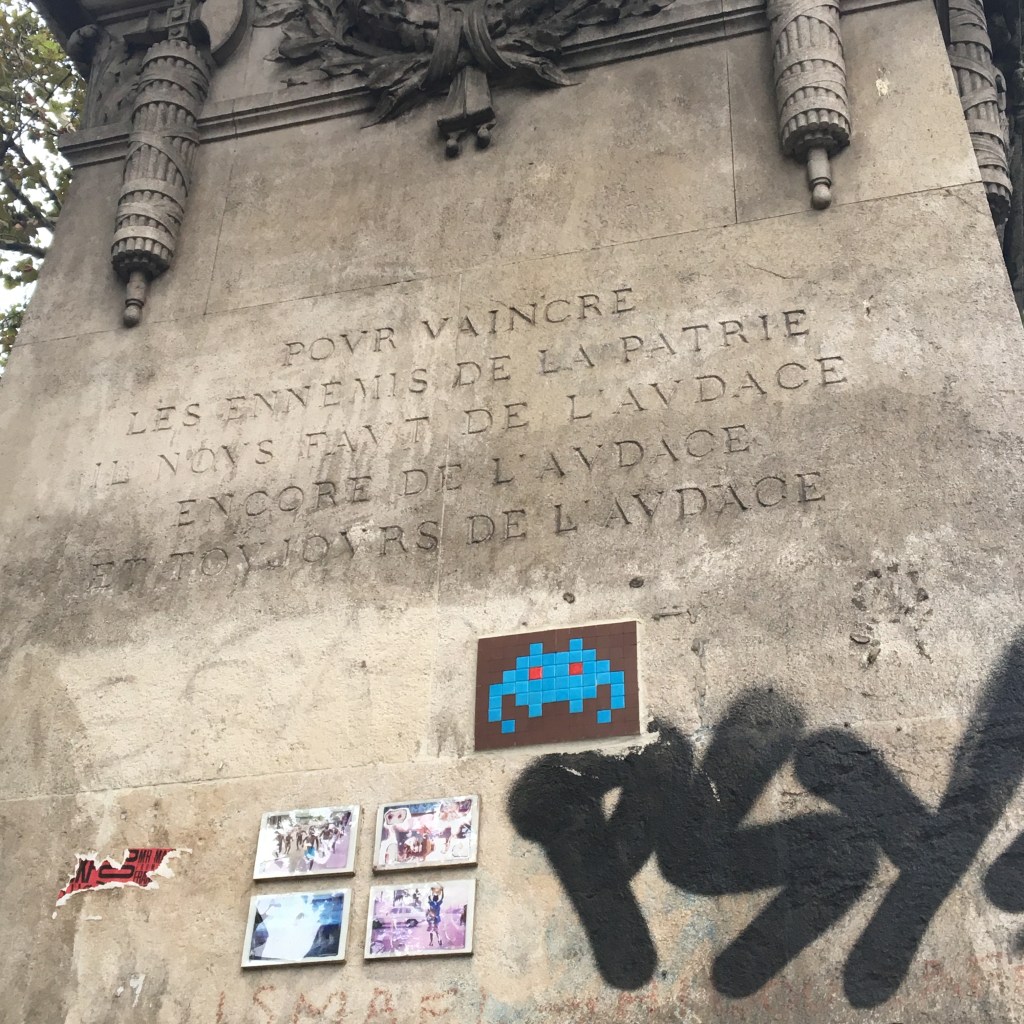 POVR VAINCRE
LES ENNEMIS DE LA PATRIE
IL NOVS FAVT DE L'AVDACE
ENCORE DE L'AVDACE
ET TOVJOVRS DE L'AVDACE